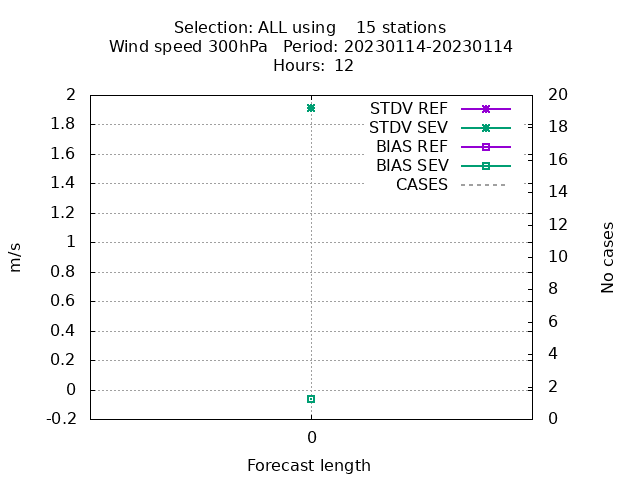 Selection: ALL using    15 stations
Wind speed 300hPa   Period: 20230114-20230114
Hours: 12
2
1.8
1.6
1.4
1.2
1
0.8
0.6
0.4
0.2
0
-0.2
m/s
STDV REF
STDV SEV
BIAS REF
BIAS SEV
CASES
20
18
16
14
12
10
8
6
4
2
0
No cases
0
Forecast length